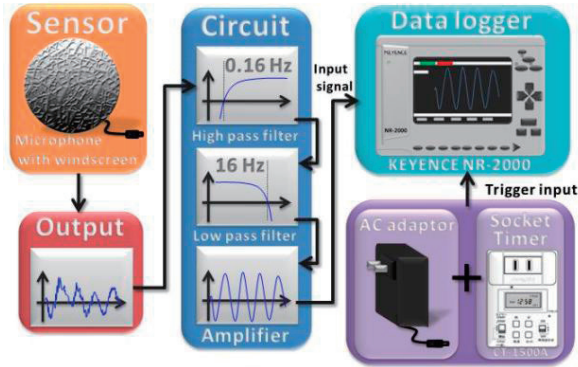 Sensor
Microphone
with windscreen
Output
Circuit
0.16 Hz
High pass filter
16 Hz
Low pass filter
Amplifier
Input
signal
Data logger
KEYENCE
NR-2000
KEYENCE NR-2000
Trigger input
AC adaptor
Socket
Timer
12:58
CT-1500A